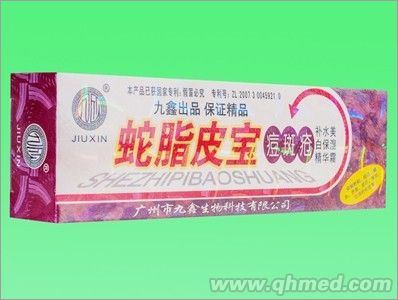 本产品已获国家专利：假冒必究 专利号：ZL 2007 3 0045921.0
九鑫出品 保证精品
JIUXIN
蛇脂皮宝
痘斑疮
补水美
白保湿
精华霜
SHEZHIPIBAOSHUANG
广州市九鑫生物科技有限公司
www.qhmed.com